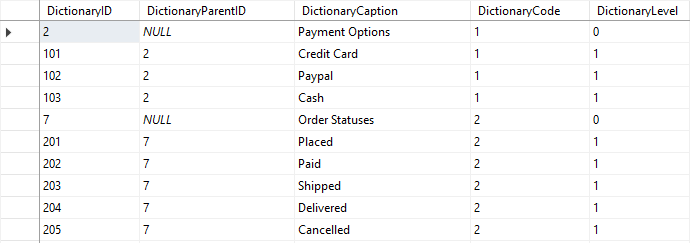 DictionaryID DictionaryParentID DictionaryCaption DictionaryCode DictionaryLevel
2 NULL Payment Options 1 0
101 2 Credit Card 1 1
102 2 Paypal 1 1
103 2 Cash 1 1
7 NULL Order Statuses 2 0
201 7 Placed 2 1
202 7 Paid 2 1
203 7 Shipped 2 1
204 7 Delivered 2 1
205 7 Cancelled 2 1